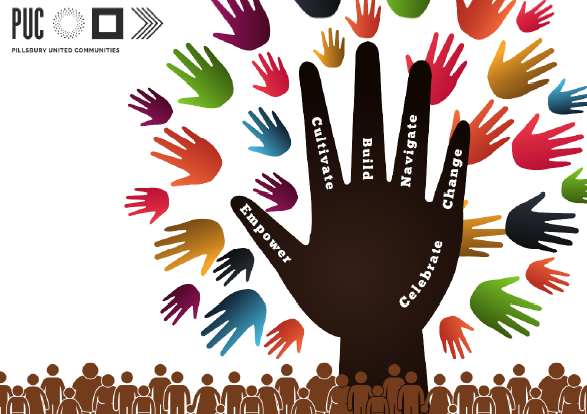 PUC
PILLSBURY UNITED COMMUNITIES
Empower
Cultivate
Build
Navigate
Change
Celebrate